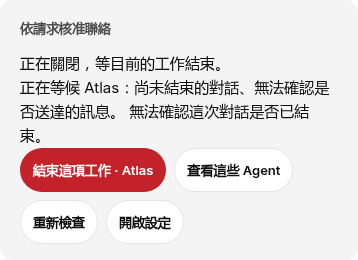 依請求核准聯絡
正在關閉，等目前的工作結束。
正在等候 Atlas：尚未結束的對話、無法確認是
否送達的訊息。 無法確認這次對話是否已結
束。
結束這項工作 · Atlas
查看這些 Agent
重新檢查
開啟設定